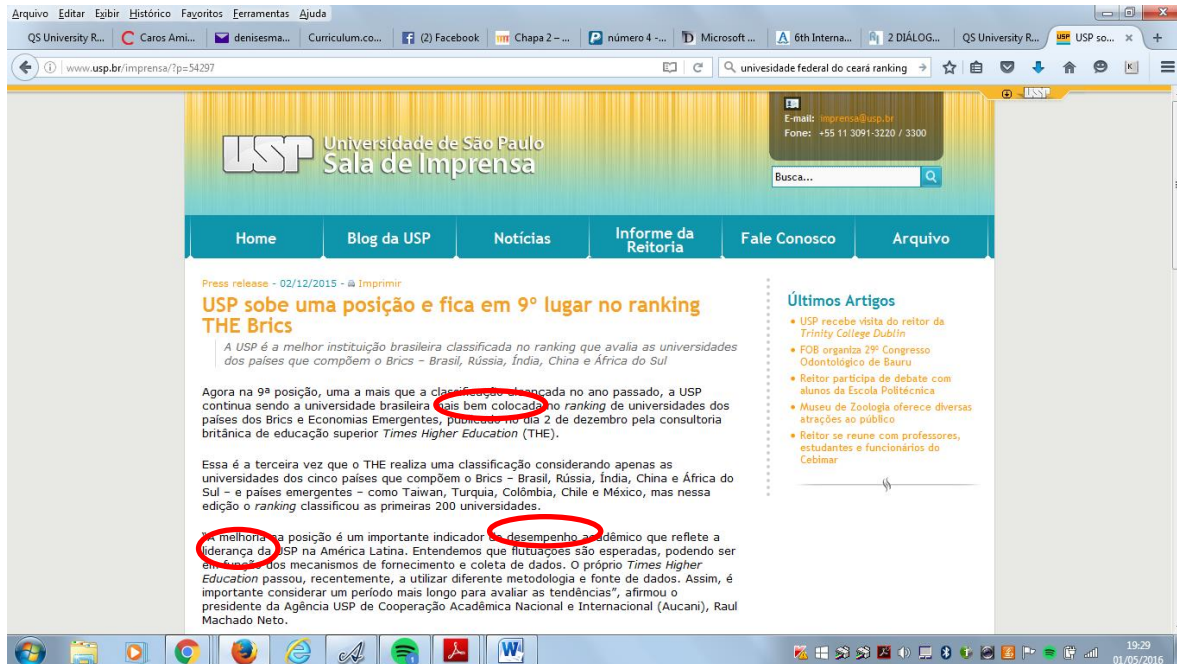 Arquivo Editar Exibir Histórico Favoritos Ferramentas Ajuda
QS University R... Caros Ami... denisesma... Curriculum.co... (2) Facebook Chapa 2 – ... número 4 -... Microsoft ... 6th Interna... 2 DIÁLOG... QS University R... USP so...
www.usp.br/imprensa/?p=54297 univesidade federal do ceará ranking
USP
E-mail: imprensa@usp.br
Fone: +55 11 3091-3220 / 3300
USP Universidade de São Paulo
Sala de Imprensa
Busca...
Home Blog da USP Notícias Informe da Reitoria Fale Conosco Arquivo
Press release - 02/12/2015 - Imprimir
USP sobe uma posição e fica em 9º lugar no ranking
THE Brics
A USP é a melhor instituição brasileira classificada no ranking que avalia as universidades
dos países que compõem o Brics – Brasil, Rússia, Índia, China e África do Sul
Agora na 9ª posição, uma a mais que a classificação alcançada no ano passado, a USP
continua sendo a universidade brasileira mais bem colocada no ranking de universidades dos
países dos Brics e Economias Emergentes, publicado no dia 2 de dezembro pela consultoria
britânica de educação superior Times Higher Education (THE).
Essa é a terceira vez que o THE realiza uma classificação considerando apenas as
universidades dos cinco países que compõem o Brics – Brasil, Rússia, Índia, China e África do
Sul – e países emergentes – como Taiwan, Turquia, Colômbia, Chile e México, mas nessa
edição o ranking classificou as primeiras 200 universidades.
“A melhoria na posição é um importante indicador de desempenho acadêmico que reflete a
liderança da USP na América Latina. Entendemos que flutuações são esperadas, podendo ser
em função dos mecanismos de fornecimento e coleta de dados. O próprio Times Higher
Education passou, recentemente, a utilizar diferente metodologia e fonte de dados. Assim, é
importante considerar um período mais longo para avaliar as tendências”, afirmou o
presidente da Agência USP de Cooperação Acadêmica Nacional e Internacional (Aucani), Raul
Machado Neto.
Últimos Artigos
USP recebe visita do reitor da
Trinity College Dublin
FOB organiza 29º Congresso
Odontológico de Bauru
Reitor participa de debate com
alunos da Escola Politécnica
Museu de Zoologia oferece diversas
atrações ao público
Reitor se reune com professores,
estudantes e funcionários do
Cebimar
PT
19:29
01/05/2016